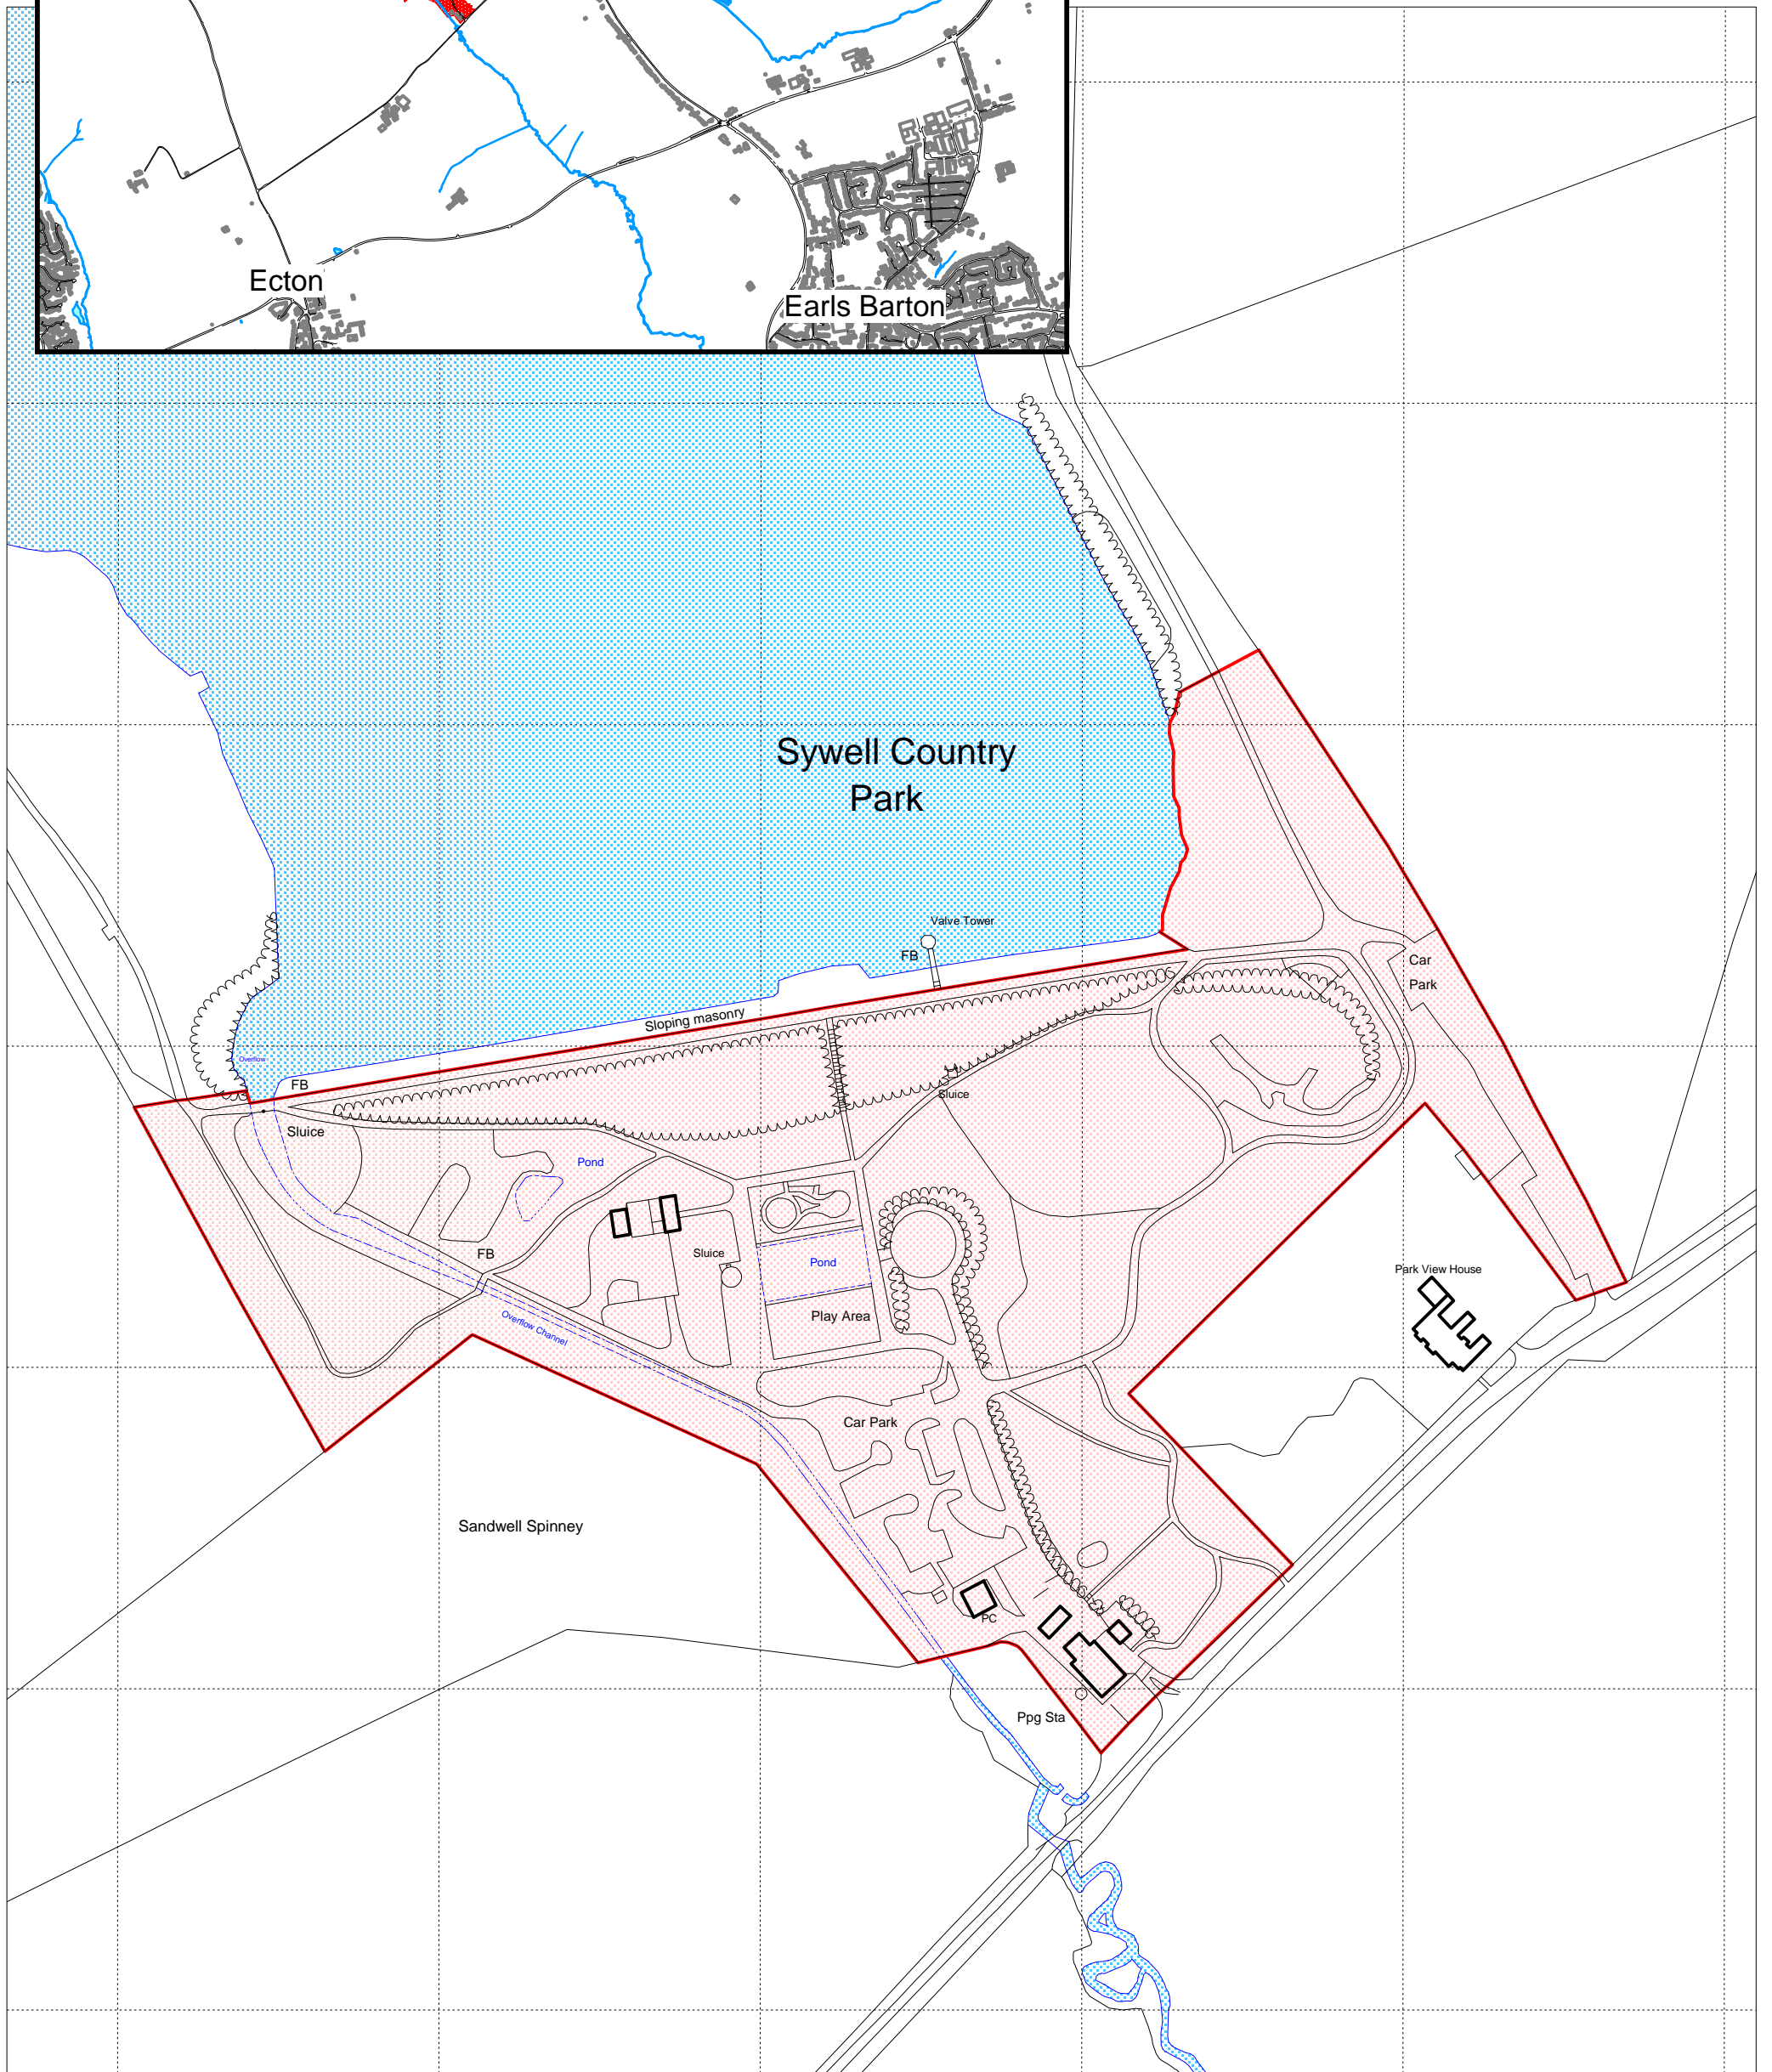 Ecton
Earls Barton
Sywell Country
Park
Valve Tower
FB
Car
Park
Sloping masonry
Overflow
FB
Sluice
Sluice
Pond
FB
Sluice
Pond
Park View House
Play Area
Overflow Channel
Car Park
Sandwell Spinney
PC
Ppg Sta